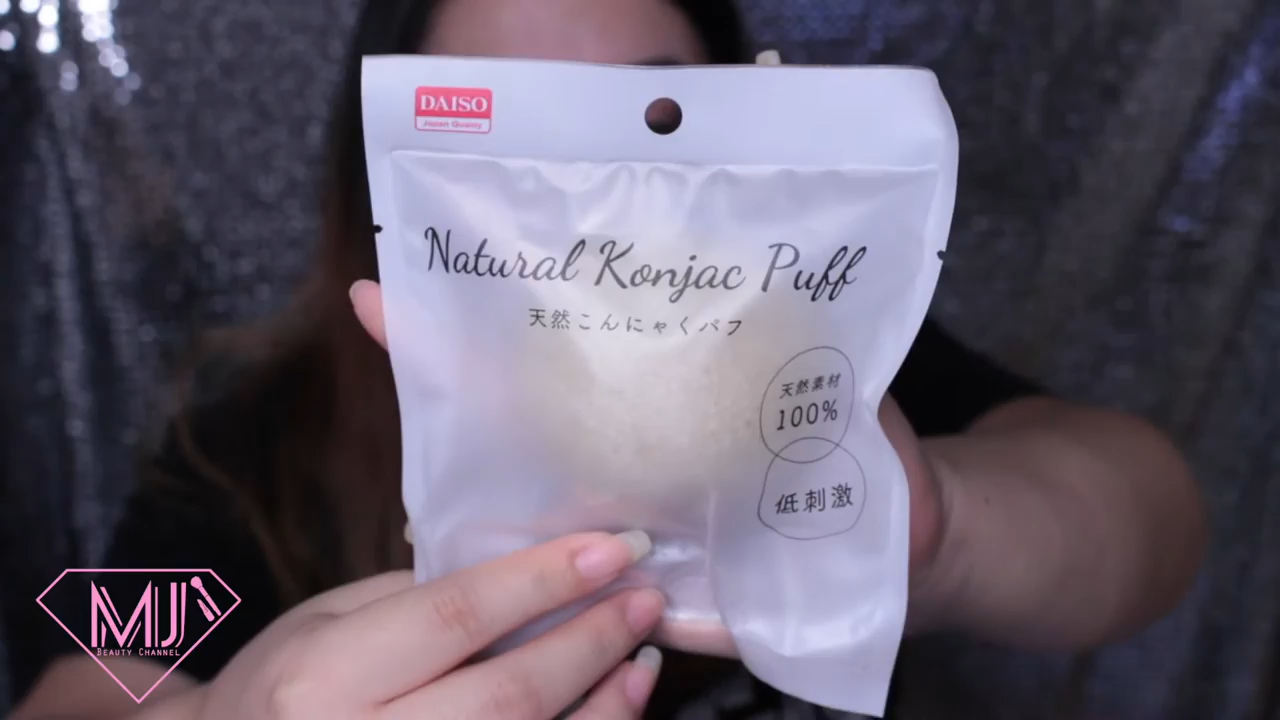 DAISO
Japan Quality
Natural Konjac Puff
天然こんにゃくパフ
天然素材
100%
低刺激
MJ
BEAUTY CHANNEL